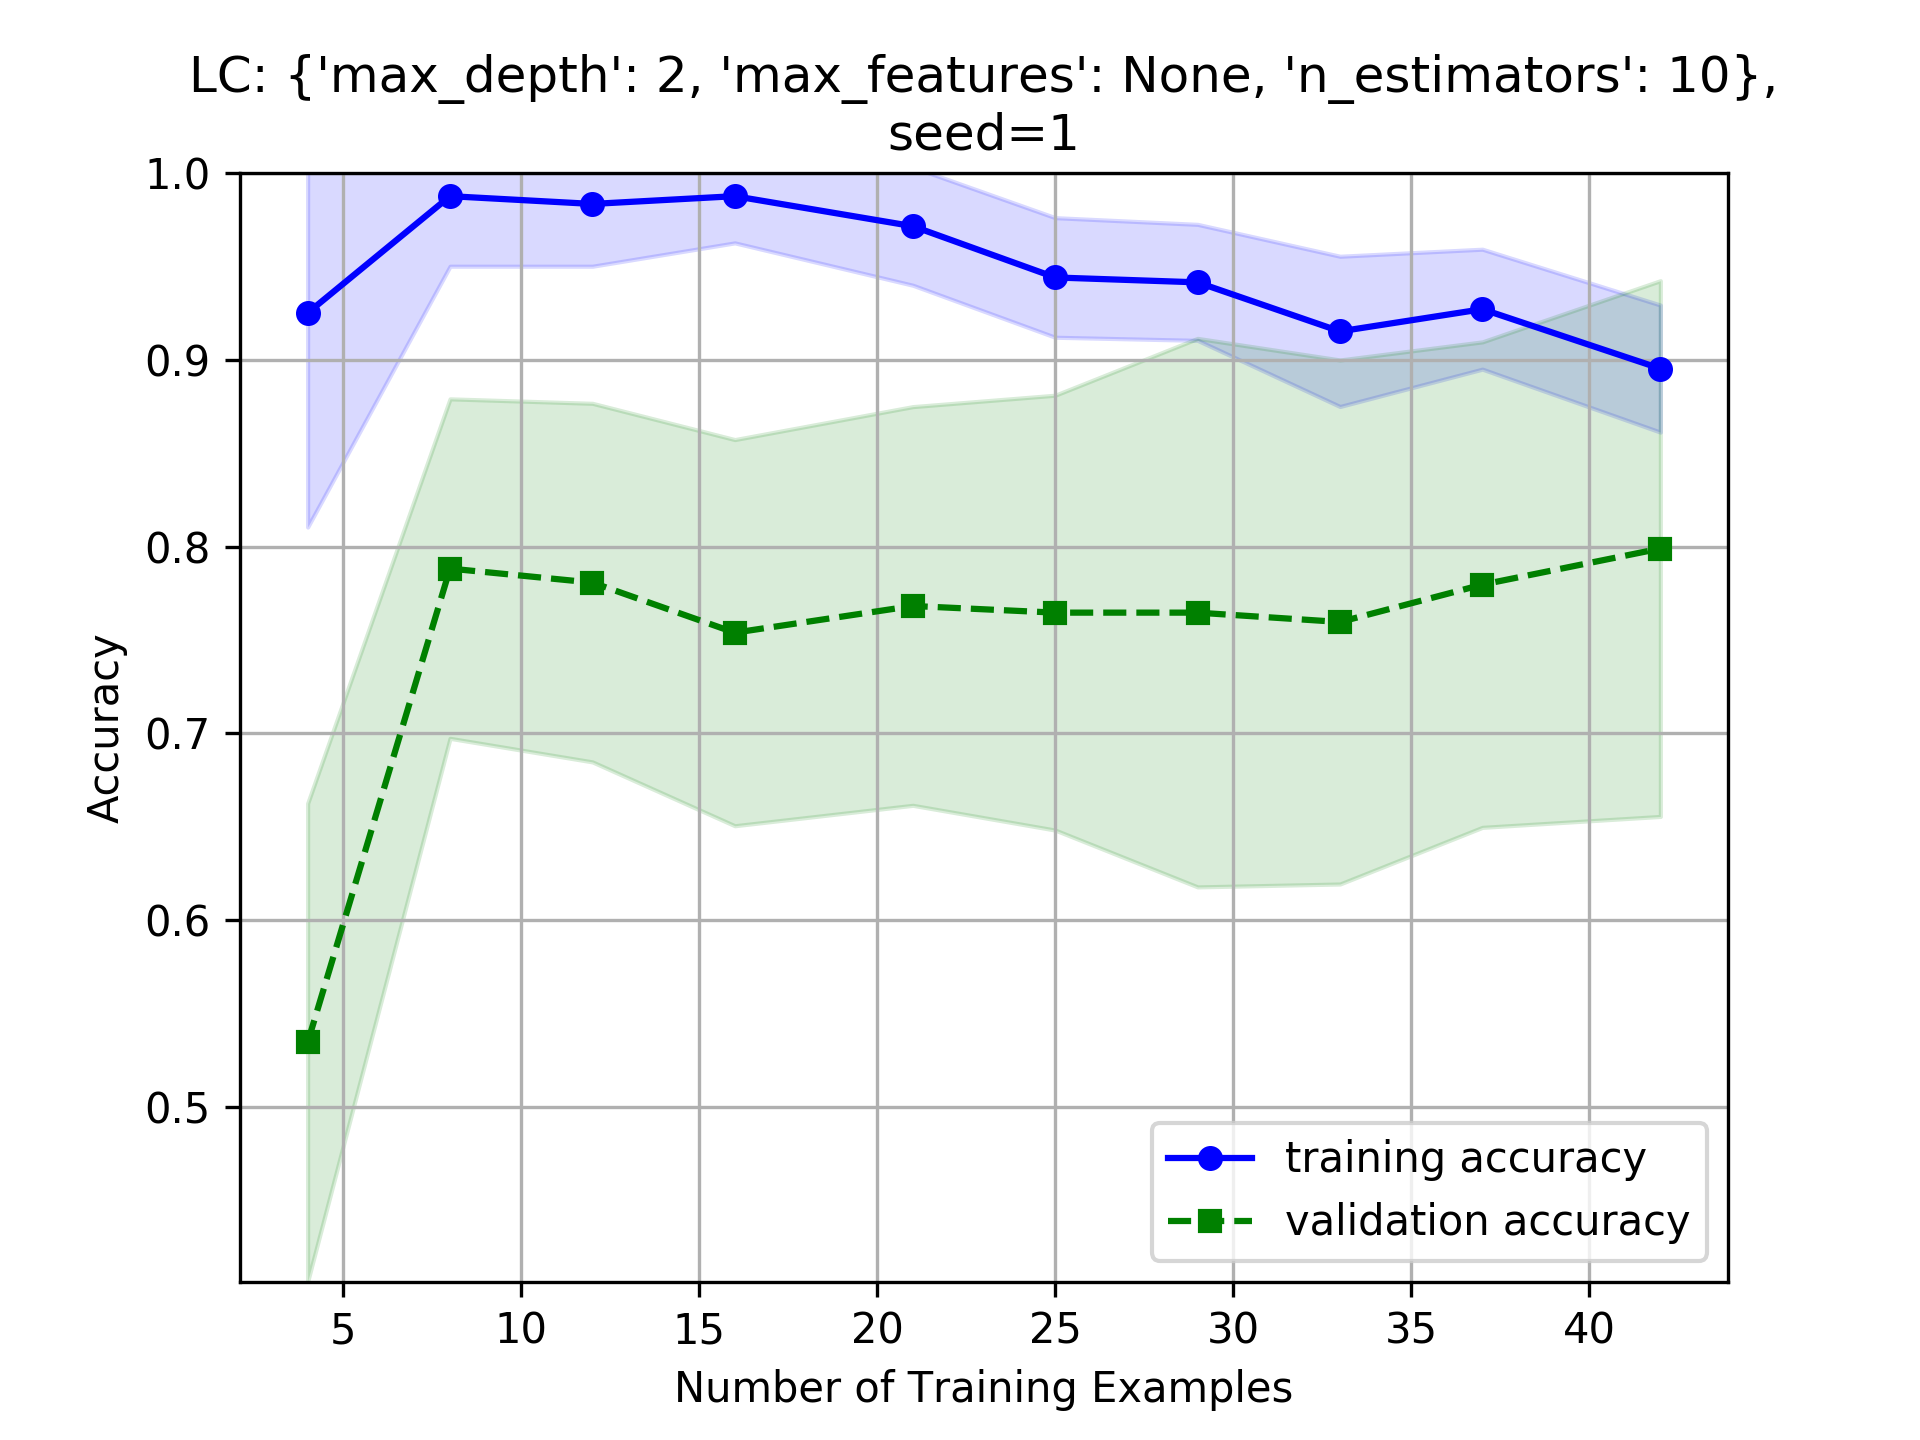 LC: {'max_depth': 2, 'max_features': None, 'n_estimators': 10},
seed=1
1.0
0.9
0.8
0.7
0.6
0.5
Accuracy
training accuracy
validation accuracy
5 10 15 20 25 30 35 40
Number of Training Examples